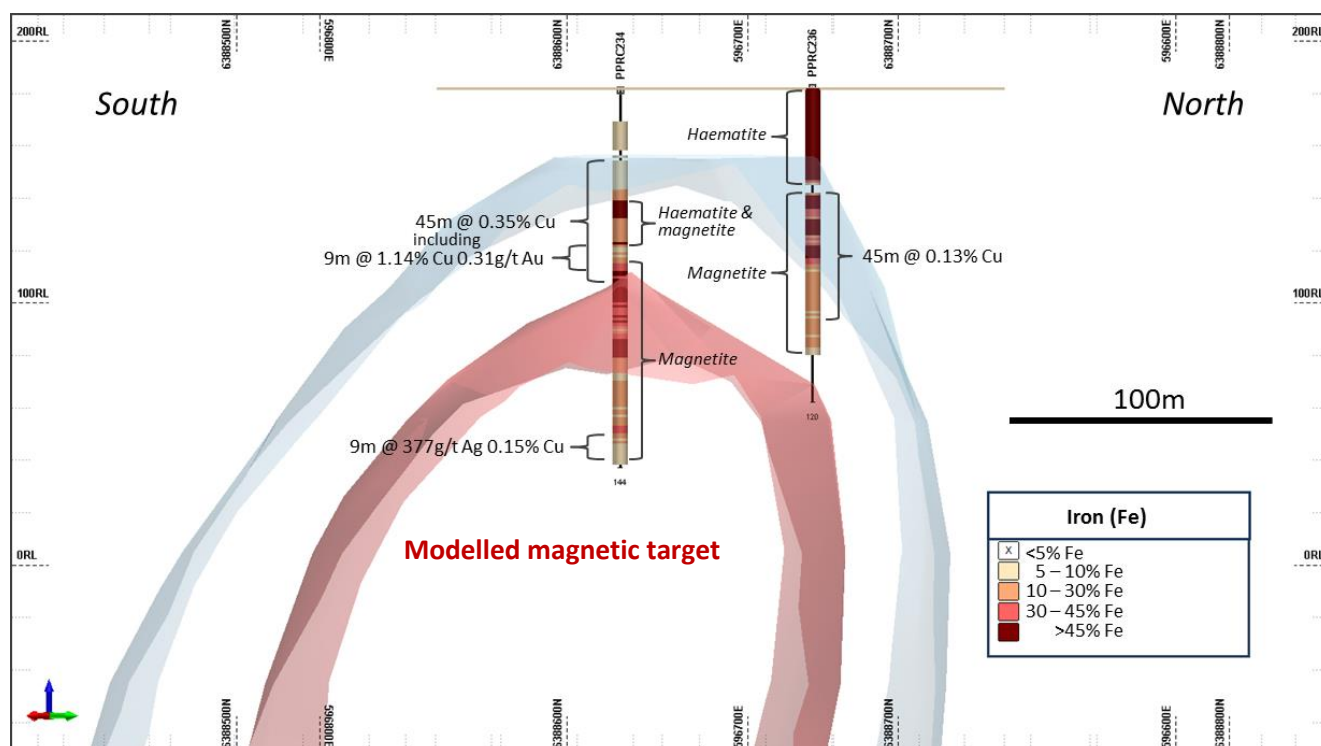 200RL
6388500N
596800E
6388600N
PPRC234
596700E
PPRC236
6388700N
596600E
6388800N
200RL
South
North
Haematite
45m @ 0.35% Cu
including
9m @ 1.14% Cu 0.31g/t Au
Haematite &
magnetite
Magnetite
45m @ 0.13% Cu
100RL
100RL
Magnetite
100m
120
9m @ 377g/t Ag 0.15% Cu
144
Modelled magnetic target
0RL
0RL
Iron (Fe)
X <5% Fe
5 – 10% Fe
10 – 30% Fe
30 – 45% Fe
>45% Fe
6388500N
596800E
6388600N
596700E
6388700N
596600E
6388800N